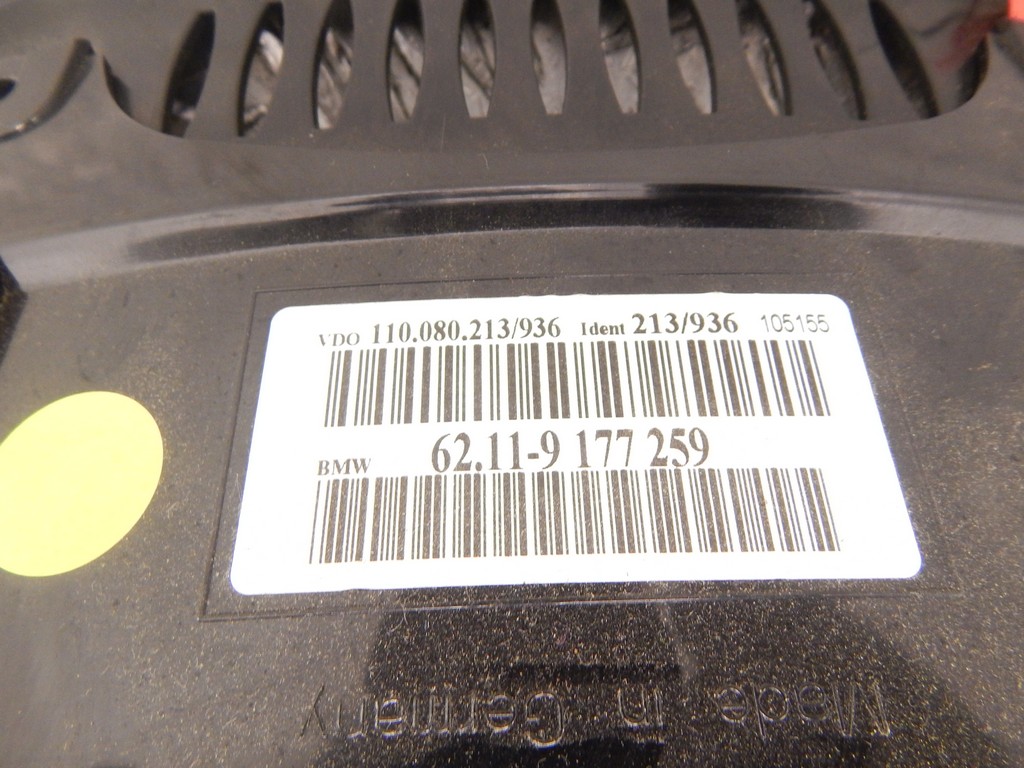 VDO 110.080.213/936 Ident 213/936 105155
BMW 62.11-9 177 259
Made in Germany